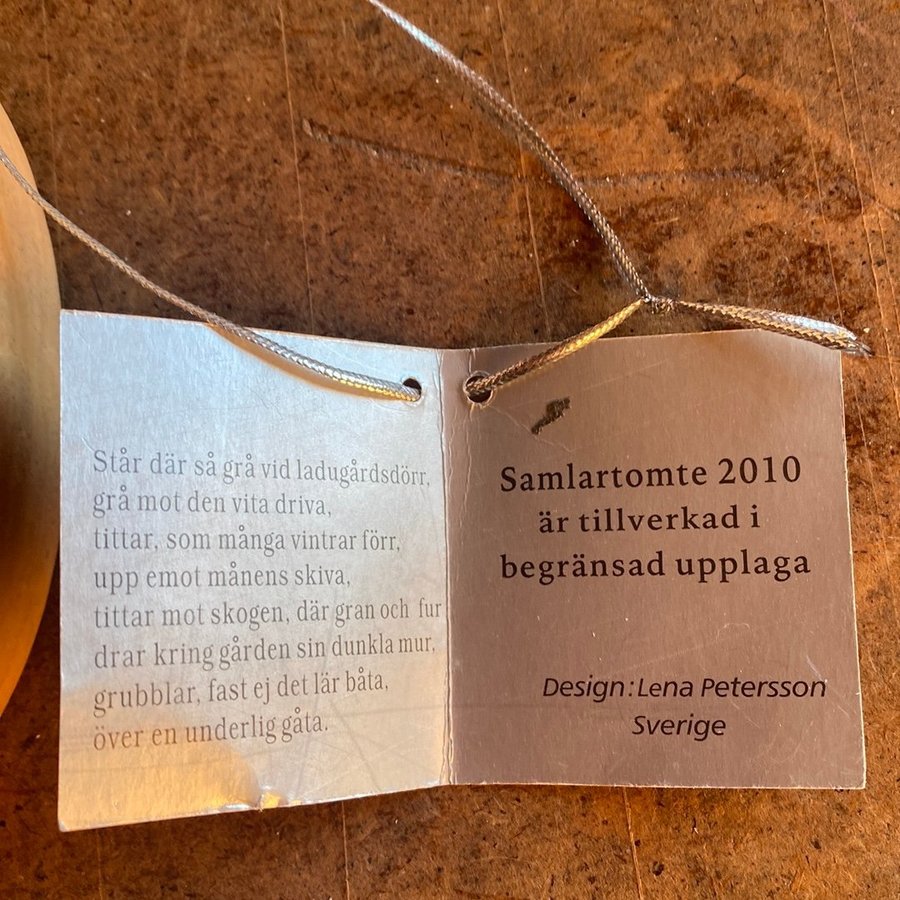 Står där så grå vid ladugårdsdörr,
grå mot den vita driva,
tittar, som många vintrar förr,
upp emot månens skiva,
tittar mot skogen, där gran och fur
drar kring gården sin dunkla mur,
grubblar, fast ej det lär båta,
över en underlig gåta.
Samlartomte 2010
är tillverkad i
begränsad upplaga
Design: Lena Petersson
Sverige